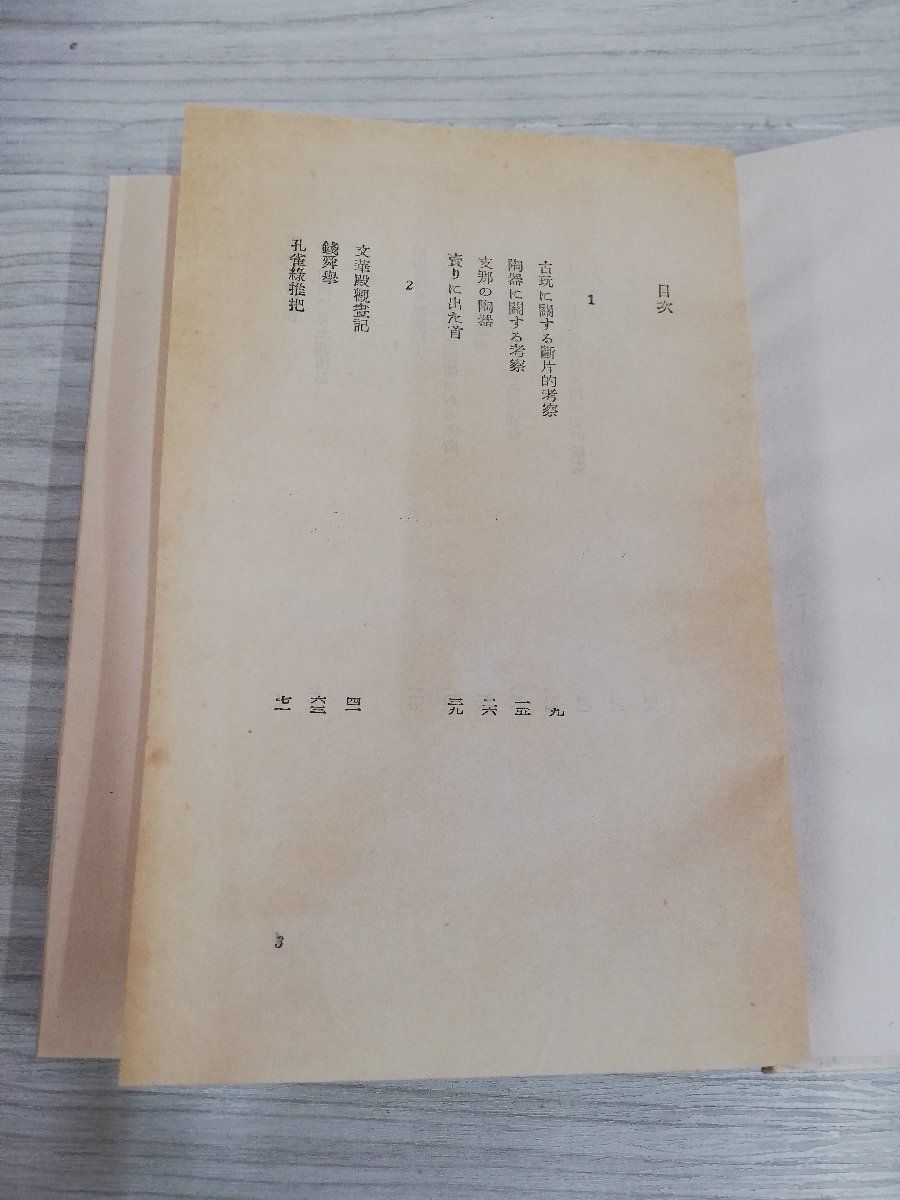 目次
1
古玩に關する斷片的考察 九
陶器に關する考察 一五
支那の陶器 二六
賣りに出た首 三九
2
文華殿觀畫記 四一
錢舜擧 六三
孔雀綠推把 七一
3